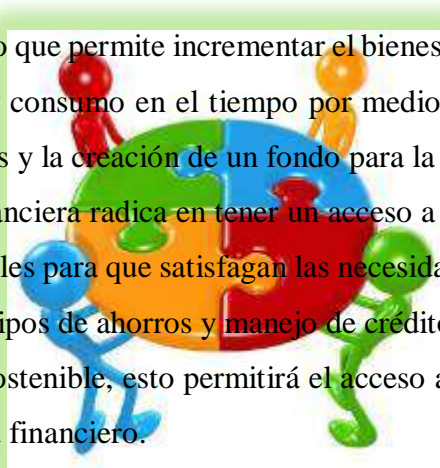 o que permite incrementar el bienes
consumo en el tiempo por medio
s y la creación de un fondo para la
anciera radica en tener un acceso a
les para que satisfagan las necesida
ipos de ahorros y manejo de crédito
ostenible, esto permitirá el acceso a
financiero.